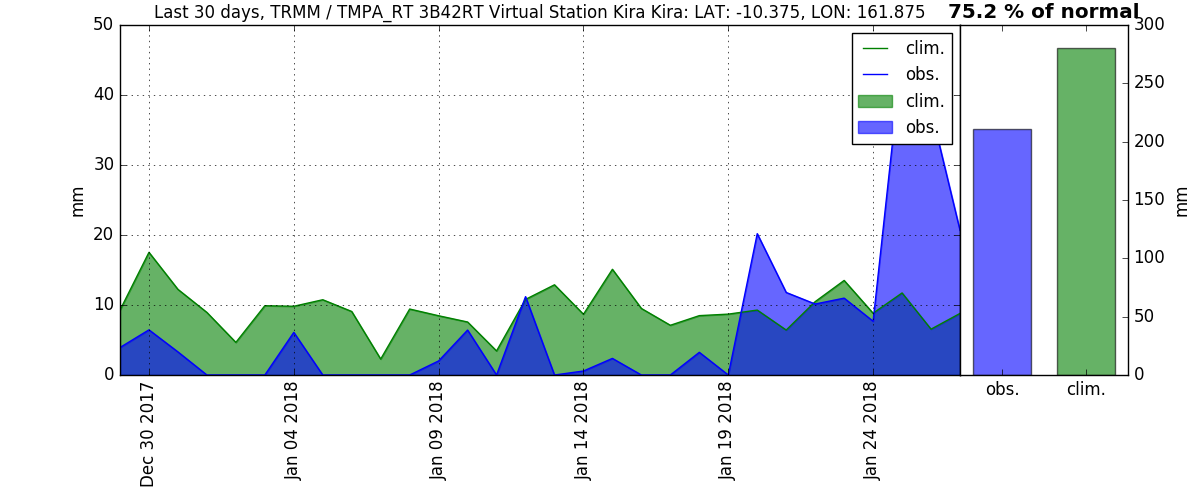 Last 30 days, TRMM / TMPA_RT 3B42RT Virtual Station Kira Kira: LAT: -10.375, LON: 161.875
75.2 % of normal
50
40
30
20
10
0
mm
clim.
obs.
clim.
obs.
300
250
200
150
100
50
0
mm
Dec 30 2017
Jan 04 2018
Jan 09 2018
Jan 14 2018
Jan 19 2018
Jan 24 2018
obs.
clim.